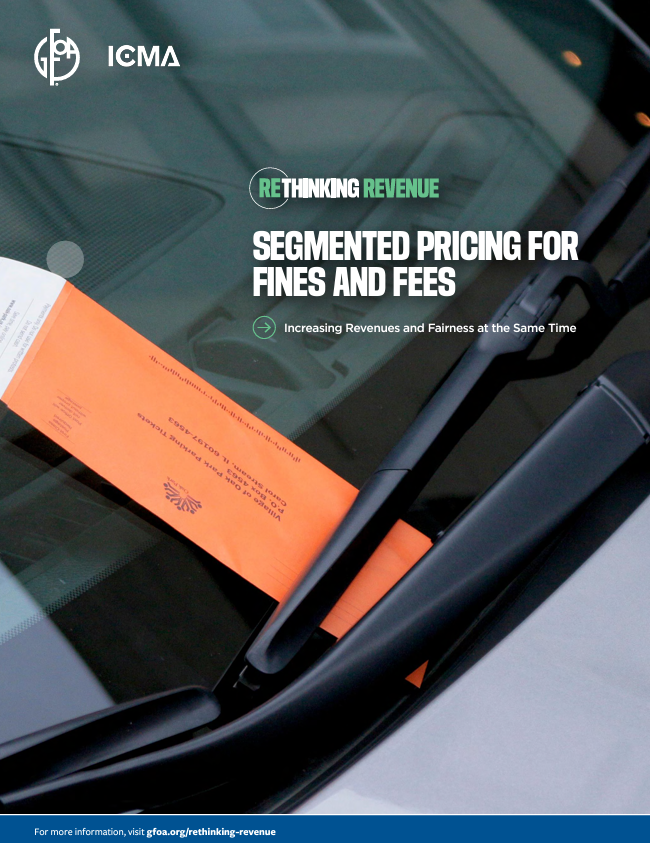 GFOA
ICMA
RETHINKING REVENUE
SEGMENTED PRICING FOR
FINES AND FEES
Increasing Revenues and Fairness at the Same Time
Village of Oak Park Parking Tickets
P.O. Box 4563
Carol Stream, IL 60197-4563
For more information, visit gfoa.org/rethinking-revenue